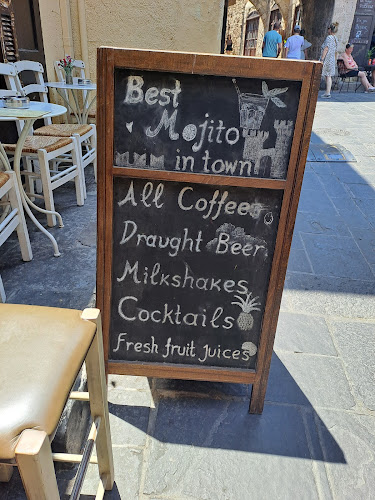 Best
Mojito
in town
All Coffees
Draught Beer
Milkshakes
Cocktails
Fresh fruit juices